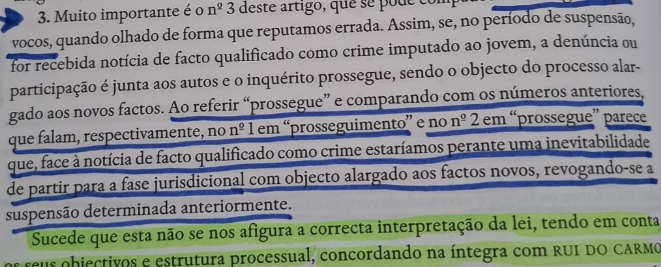 3. Muito importante é o nº 3 deste artigo, que se pode
vocos, quando olhado de forma que reputamos errada. Assim, se, no período de suspensão,
for recebida notícia de facto qualificado como crime imputado ao jovem, a denúncia ou
participação é junta aos autos e o inquérito prossegue, sendo o objecto do processo alar-
gado aos novos factos. Ao referir “prossegue” e comparando com os números anteriores,
que falam, respectivamente, no nº 1 em “prosseguimento” e no nº 2 em “prossegue” parece
que, face à notícia de facto qualificado como crime estaríamos perante uma inevitabilidade
de partir para a fase jurisdicional com objecto alargado aos factos novos, revogando-se a
suspensão determinada anteriormente.
Sucede que esta não se nos afigura a correcta interpretação da lei, tendo em conta
os seus objectivos e estrutura processual, concordando na íntegra com RUI DO CARMO